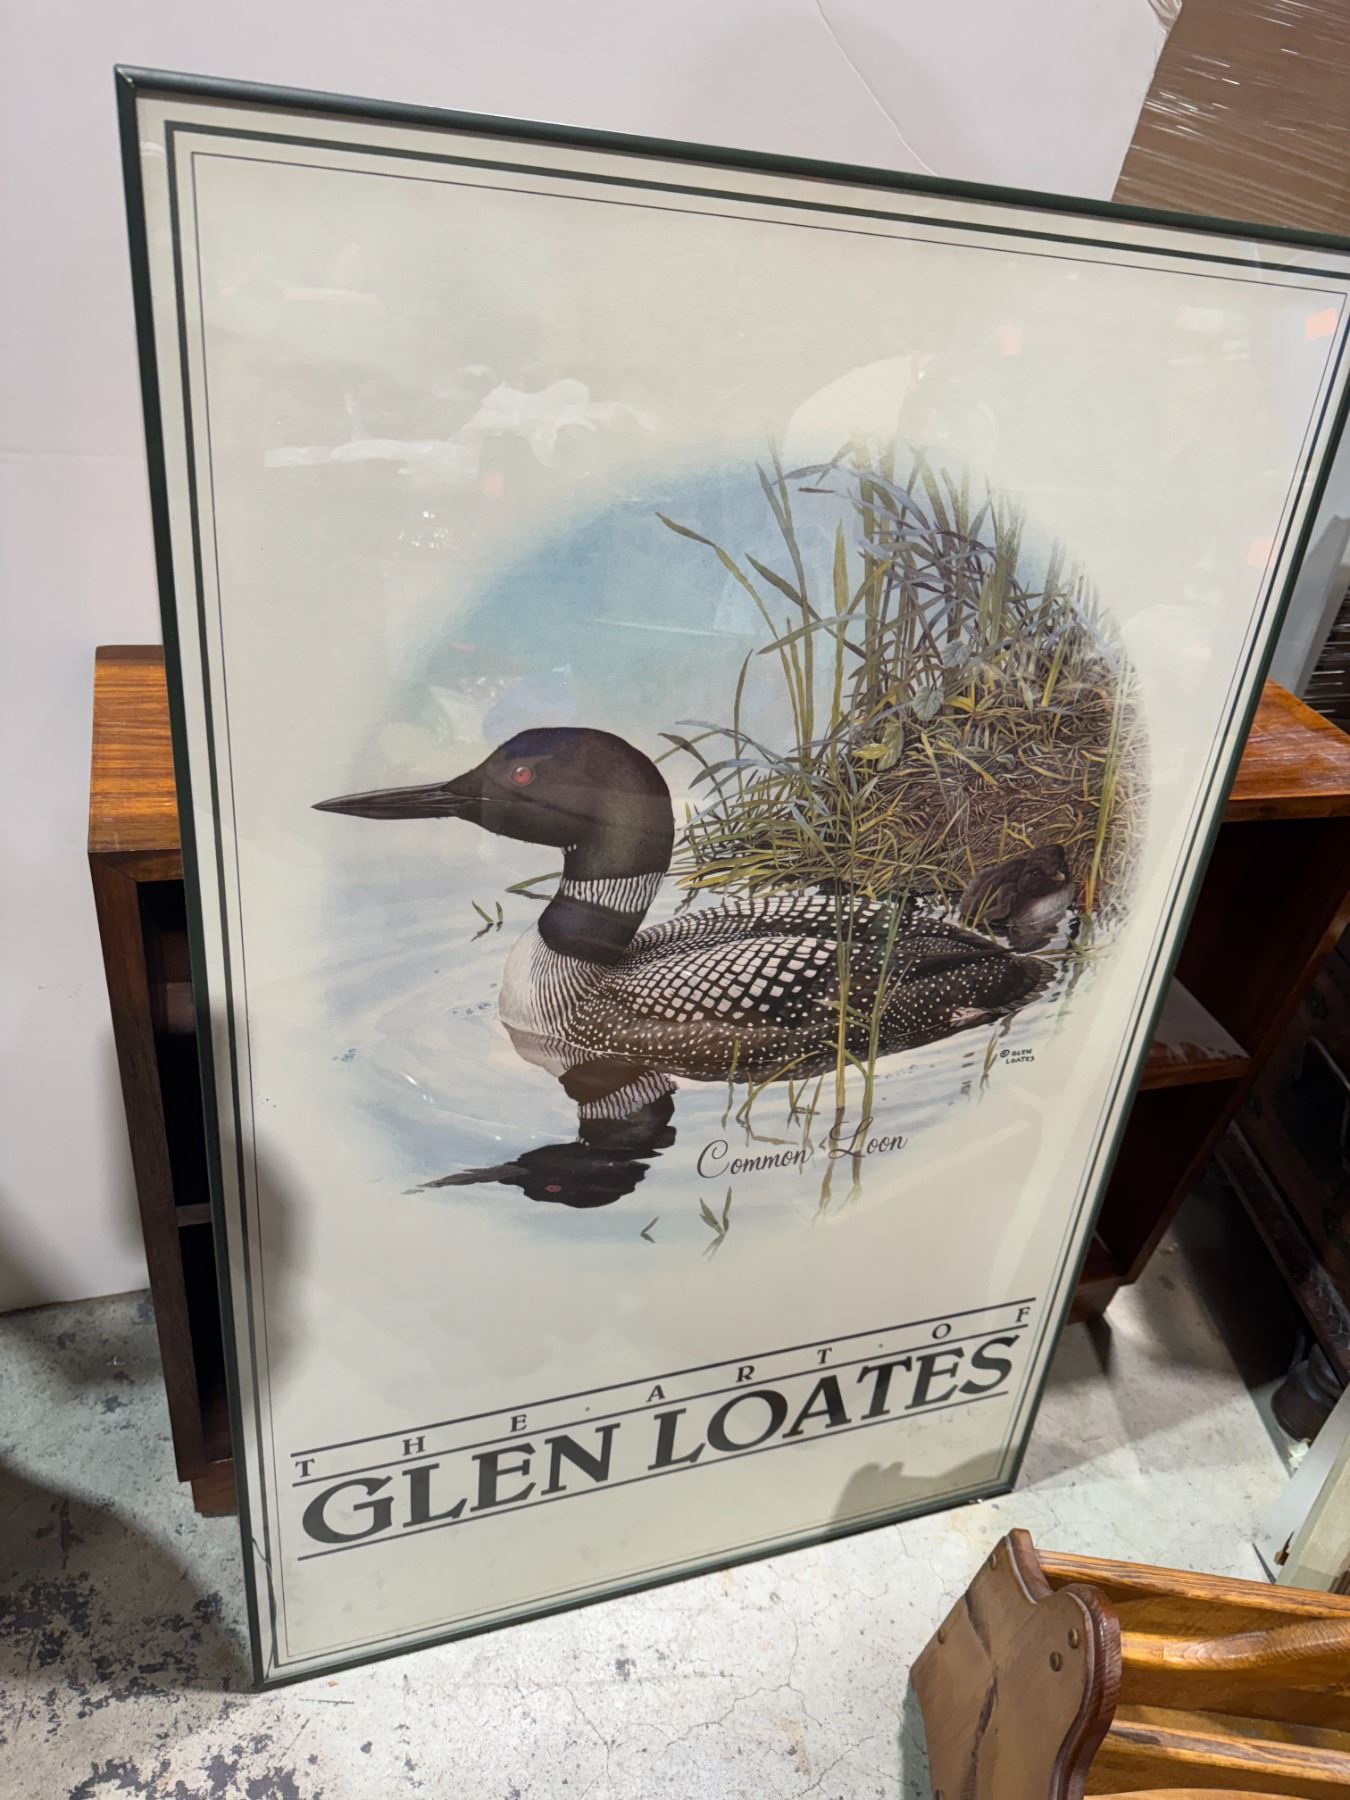 © GLEN
LOATES
Common Loon
THE · ART · OF
GLEN LOATES